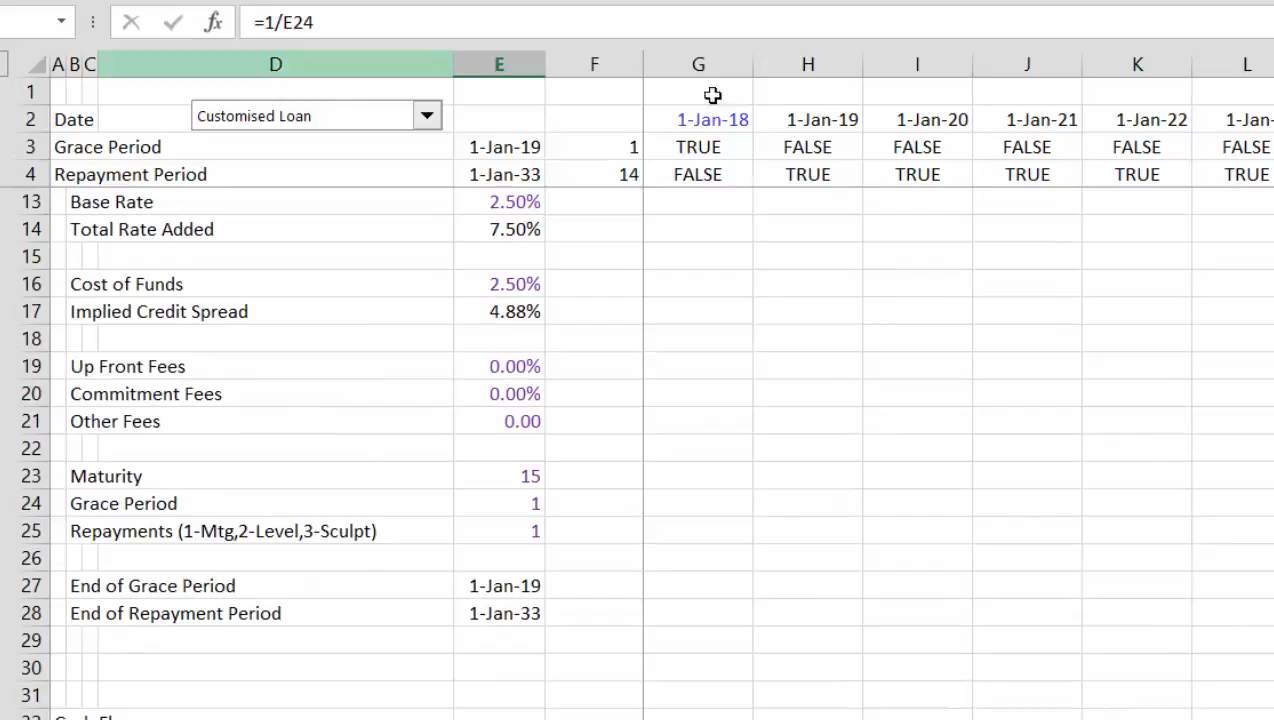 fx =1/E24
A B C D E F G H I J K L
1
2 Date Customised Loan 1-Jan-18 1-Jan-19 1-Jan-20 1-Jan-21 1-Jan-22 1-Jan-
3 Grace Period 1-Jan-19 1 TRUE FALSE FALSE FALSE FALSE FALSE
4 Repayment Period 1-Jan-33 14 FALSE TRUE TRUE TRUE TRUE TRUE
13 Base Rate 2.50%
14 Total Rate Added 7.50%
15
16 Cost of Funds 2.50%
17 Implied Credit Spread 4.88%
18
19 Up Front Fees 0.00%
20 Commitment Fees 0.00%
21 Other Fees 0.00
22
23 Maturity 15
24 Grace Period 1
25 Repayments (1-Mtg,2-Level,3-Sculpt) 1
26
27 End of Grace Period 1-Jan-19
28 End of Repayment Period 1-Jan-33
29
30
31